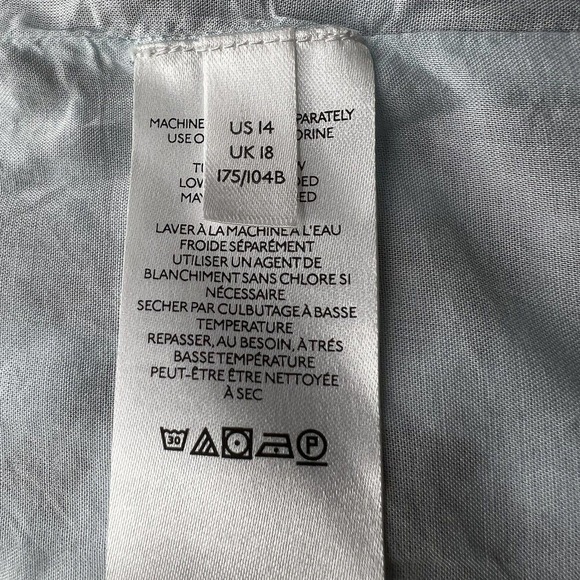 US 14
UK 18
175/104B
MACHINE PARATELY
USE
LOW
LAVER À LA MACHINE A L'EAU
FROIDE SÉPARÉMENT
UTILISER UN AGENT DE
BLANCHIMENT SANS CHLORE SI
NÉCESSAIRE
SECHER PAR CULBUTAGE À BASSE
TEMPERATURE
REPASSER, AU BESOIN, À TRÉS
BASSE TEMPÉRATURE
PEUT-ÊTRE ÊTRE NETTOYÉE
À SEC
30
P